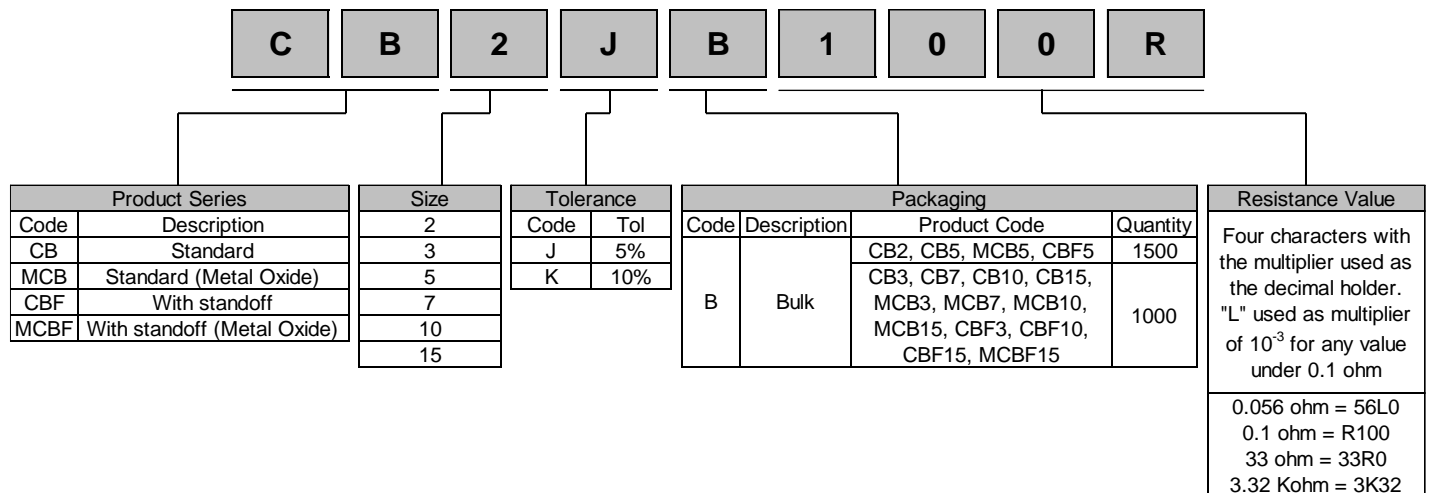 C B 2 J B 1 0 0 R
Product Series
Code Description
CB Standard
MCB Standard (Metal Oxide)
CBF With standoff
MCBF With standoff (Metal Oxide)
Size
2
3
5
7
10
15
Tolerance
Code Tol
J 5%
K 10%
Packaging
Code Description Product Code Quantity
B Bulk
CB2, CB5, MCB5, CBF5 1500
CB3, CB7, CB10, CB15,
MCB3, MCB7, MCB10,
MCB15, CBF3, CBF10,
CBF15, MCBF15
1000
Resistance Value
Four characters with
the multiplier used as
the decimal holder.
"L" used as multiplier
of 10⁻³ for any value
under 0.1 ohm
0.056 ohm = 56L0
0.1 ohm = R100
33 ohm = 33R0
3.32 Kohm = 3K32